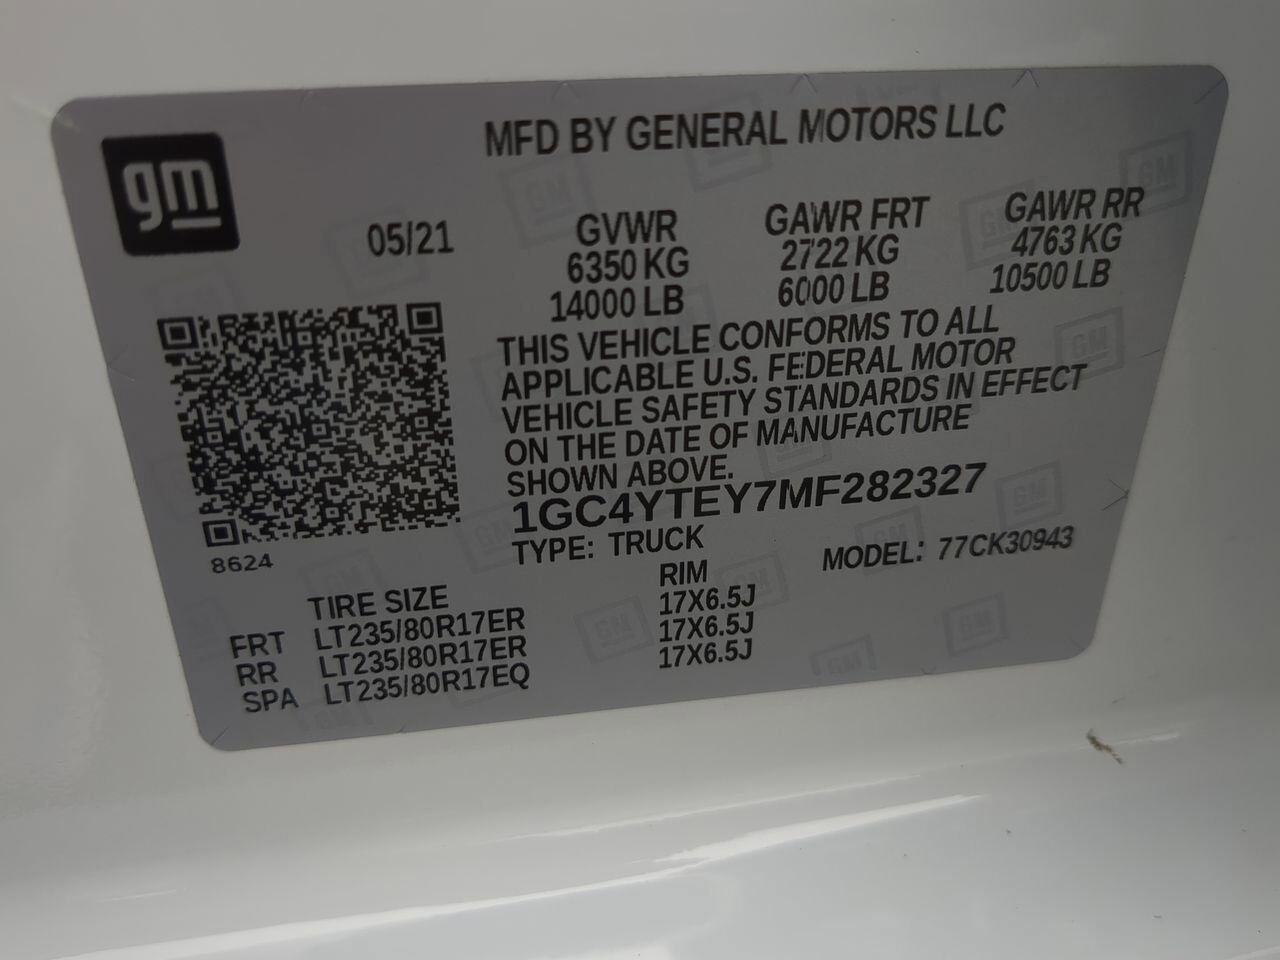 gm
MFD BY GENERAL MOTORS LLC
05/21
GVWR GAWR FRT GAWR RR
6350 KG 2722 KG 4763 KG
14000 LB 6000 LB 10500 LB
THIS VEHICLE CONFORMS TO ALL
APPLICABLE U.S. FEDERAL MOTOR
VEHICLE SAFETY STANDARDS IN EFFECT
ON THE DATE OF MANUFACTURE
SHOWN ABOVE.
1GC4YTEY7MF282327
8624
TYPE: TRUCK MODEL: 77CK30943
TIRE SIZE RIM
FRT LT235/80R17ER 17X6.5J
RR LT235/80R17ER 17X6.5J
SPA LT235/80R17EQ 17X6.5J